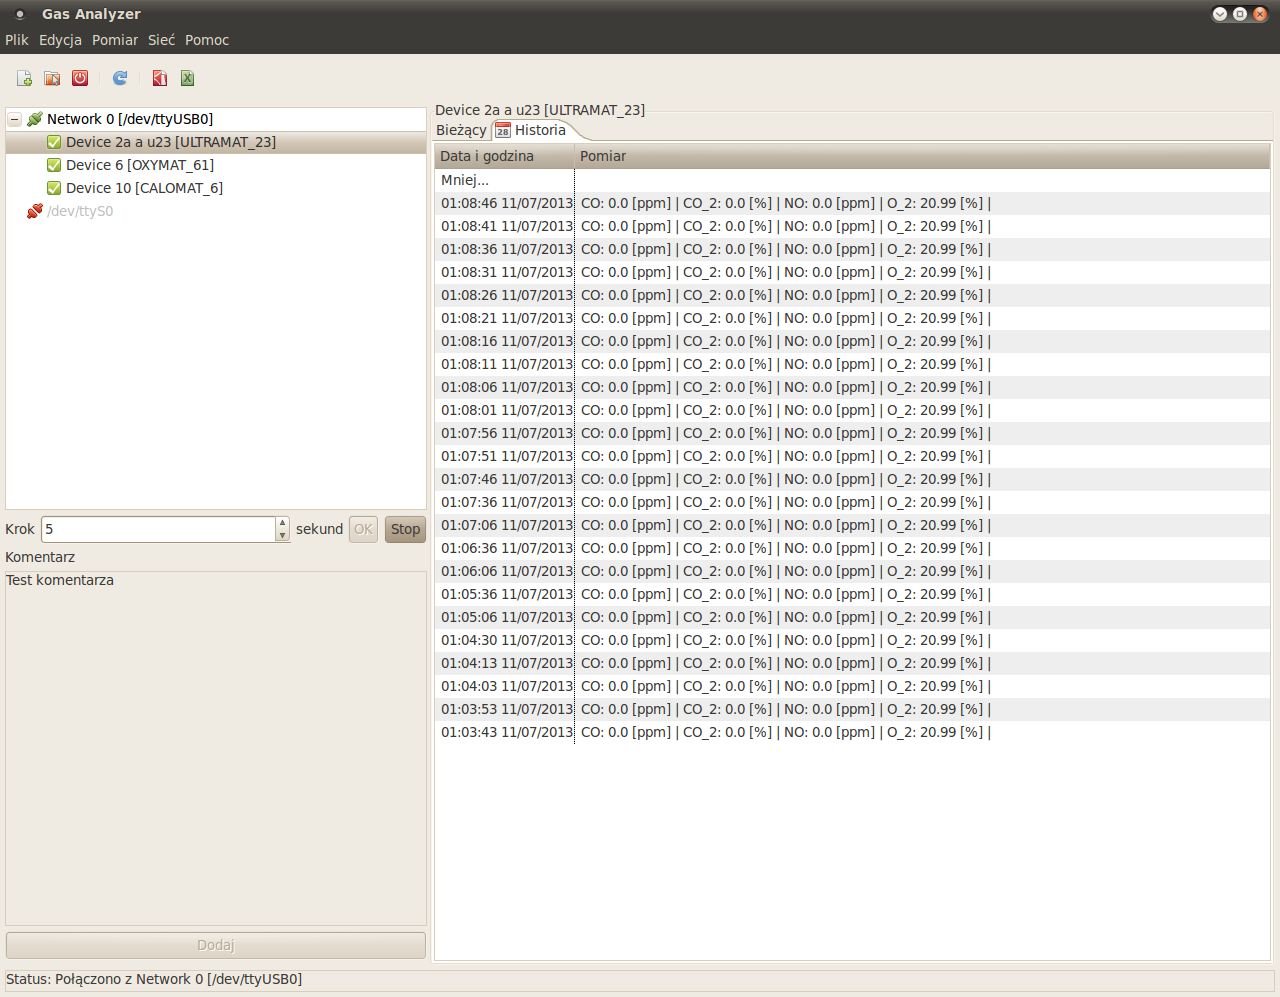 Gas Analyzer
Plik Edycja Pomiar Sieć Pomoc
Network 0 [/dev/ttyUSB0]
Device 2a a u23 [ULTRAMAT_23]
Device 6 [OXYMAT_61]
Device 10 [CALOMAT_6]
/dev/ttyS0
Krok 5 sekund OK Stop
Komentarz
Test komentarza
Dodaj
Device 2a a u23 [ULTRAMAT_23]
Bieżący 28 Historia
Data i godzina Pomiar
Mniej...
01:08:46 11/07/2013 CO: 0.0 [ppm] | CO_2: 0.0 [%] | NO: 0.0 [ppm] | O_2: 20.99 [%] |
01:08:41 11/07/2013 CO: 0.0 [ppm] | CO_2: 0.0 [%] | NO: 0.0 [ppm] | O_2: 20.99 [%] |
01:08:36 11/07/2013 CO: 0.0 [ppm] | CO_2: 0.0 [%] | NO: 0.0 [ppm] | O_2: 20.99 [%] |
01:08:31 11/07/2013 CO: 0.0 [ppm] | CO_2: 0.0 [%] | NO: 0.0 [ppm] | O_2: 20.99 [%] |
01:08:26 11/07/2013 CO: 0.0 [ppm] | CO_2: 0.0 [%] | NO: 0.0 [ppm] | O_2: 20.99 [%] |
01:08:21 11/07/2013 CO: 0.0 [ppm] | CO_2: 0.0 [%] | NO: 0.0 [ppm] | O_2: 20.99 [%] |
01:08:16 11/07/2013 CO: 0.0 [ppm] | CO_2: 0.0 [%] | NO: 0.0 [ppm] | O_2: 20.99 [%] |
01:08:11 11/07/2013 CO: 0.0 [ppm] | CO_2: 0.0 [%] | NO: 0.0 [ppm] | O_2: 20.99 [%] |
01:08:06 11/07/2013 CO: 0.0 [ppm] | CO_2: 0.0 [%] | NO: 0.0 [ppm] | O_2: 20.99 [%] |
01:08:01 11/07/2013 CO: 0.0 [ppm] | CO_2: 0.0 [%] | NO: 0.0 [ppm] | O_2: 20.99 [%] |
01:07:56 11/07/2013 CO: 0.0 [ppm] | CO_2: 0.0 [%] | NO: 0.0 [ppm] | O_2: 20.99 [%] |
01:07:51 11/07/2013 CO: 0.0 [ppm] | CO_2: 0.0 [%] | NO: 0.0 [ppm] | O_2: 20.99 [%] |
01:07:46 11/07/2013 CO: 0.0 [ppm] | CO_2: 0.0 [%] | NO: 0.0 [ppm] | O_2: 20.99 [%] |
01:07:36 11/07/2013 CO: 0.0 [ppm] | CO_2: 0.0 [%] | NO: 0.0 [ppm] | O_2: 20.99 [%] |
01:07:06 11/07/2013 CO: 0.0 [ppm] | CO_2: 0.0 [%] | NO: 0.0 [ppm] | O_2: 20.99 [%] |
01:06:36 11/07/2013 CO: 0.0 [ppm] | CO_2: 0.0 [%] | NO: 0.0 [ppm] | O_2: 20.99 [%] |
01:06:06 11/07/2013 CO: 0.0 [ppm] | CO_2: 0.0 [%] | NO: 0.0 [ppm] | O_2: 20.99 [%] |
01:05:36 11/07/2013 CO: 0.0 [ppm] | CO_2: 0.0 [%] | NO: 0.0 [ppm] | O_2: 20.99 [%] |
01:05:06 11/07/2013 CO: 0.0 [ppm] | CO_2: 0.0 [%] | NO: 0.0 [ppm] | O_2: 20.99 [%] |
01:04:30 11/07/2013 CO: 0.0 [ppm] | CO_2: 0.0 [%] | NO: 0.0 [ppm] | O_2: 20.99 [%] |
01:04:13 11/07/2013 CO: 0.0 [ppm] | CO_2: 0.0 [%] | NO: 0.0 [ppm] | O_2: 20.99 [%] |
01:04:03 11/07/2013 CO: 0.0 [ppm] | CO_2: 0.0 [%] | NO: 0.0 [ppm] | O_2: 20.99 [%] |
01:03:53 11/07/2013 CO: 0.0 [ppm] | CO_2: 0.0 [%] | NO: 0.0 [ppm] | O_2: 20.99 [%] |
01:03:43 11/07/2013 CO: 0.0 [ppm] | CO_2: 0.0 [%] | NO: 0.0 [ppm] | O_2: 20.99 [%] |
Status: Połączono z Network 0 [/dev/ttyUSB0]